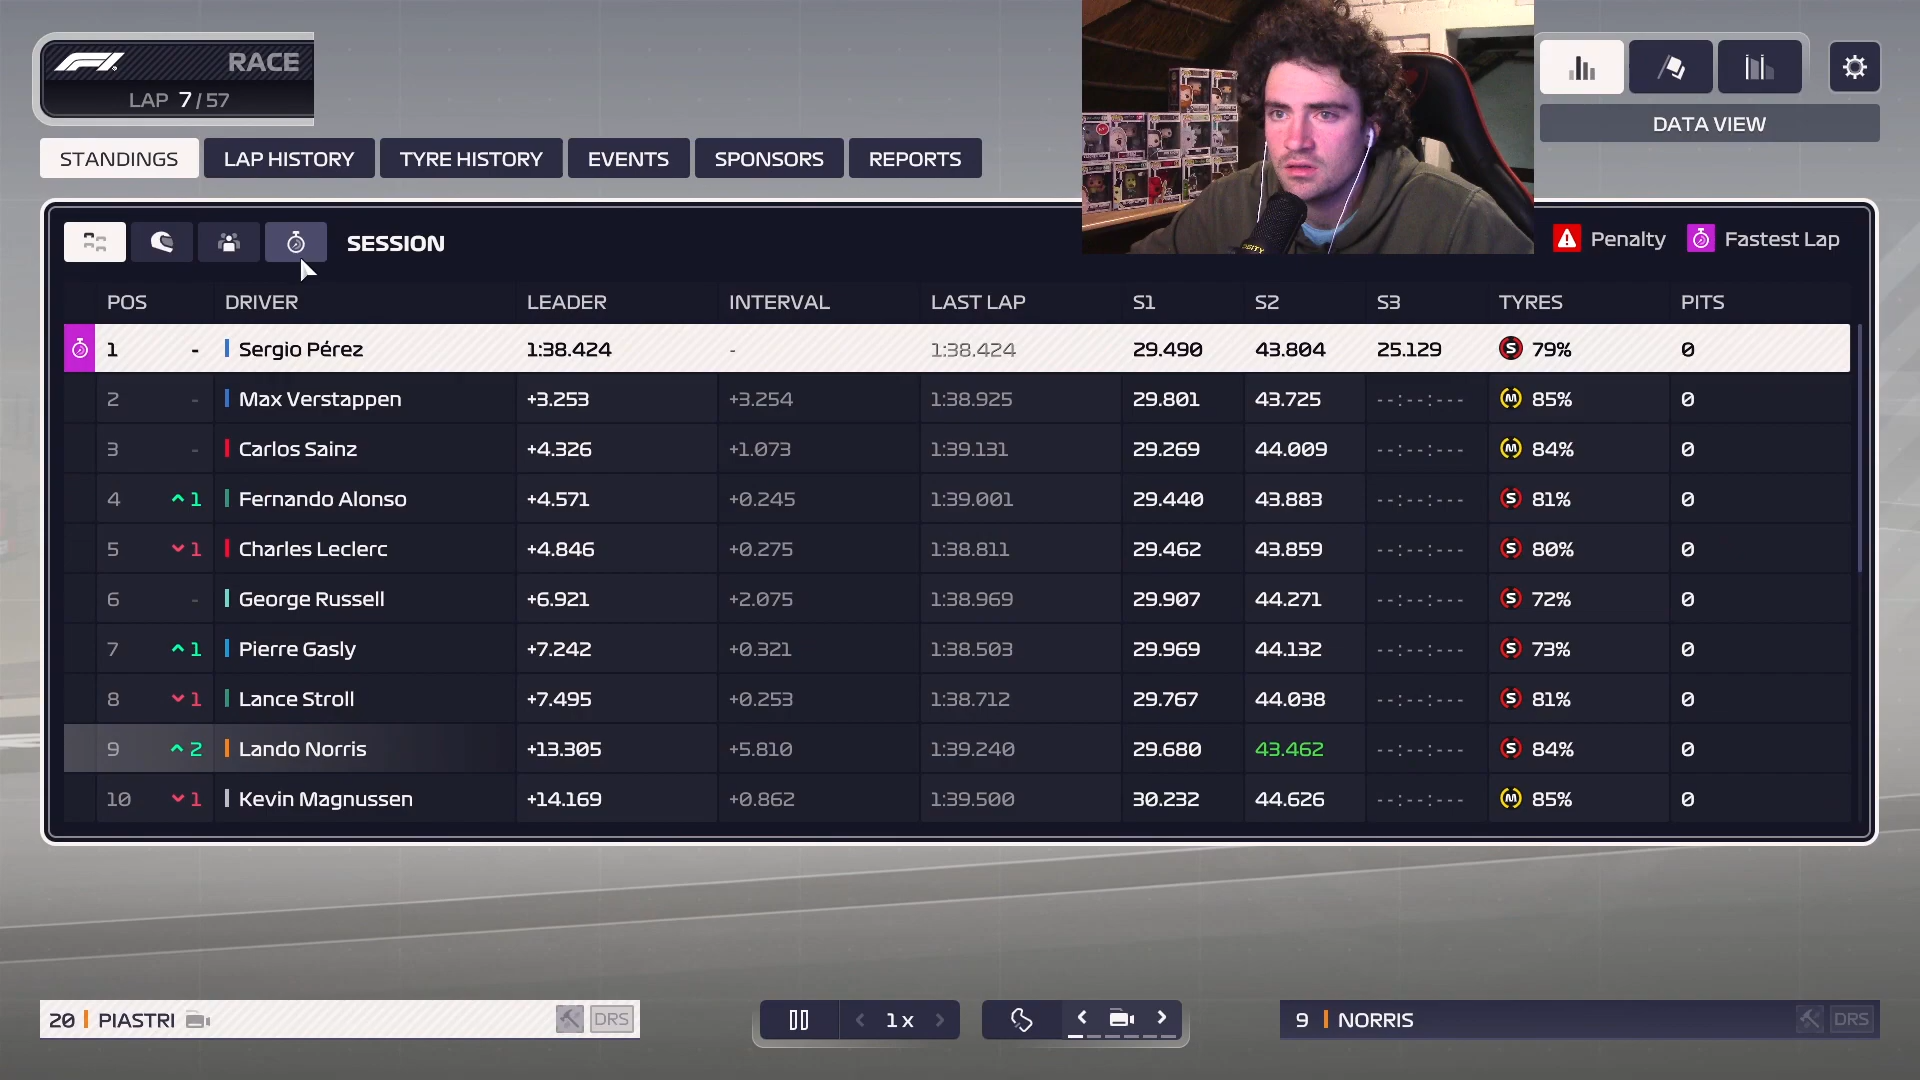 F1 RACE
LAP 7/57
DATA VIEW
STANDINGS LAP HISTORY TYRE HISTORY EVENTS SPONSORS REPORTS
SESSION
Penalty Fastest Lap
POS DRIVER LEADER INTERVAL LAST LAP S1 S2 S3 TYRES PITS
1 - Sergio Pérez 1:38.424 - 1:38.424 29.490 43.804 25.129 S 79% 0
2 - Max Verstappen +3.253 +3.254 1:38.925 29.801 43.725 --:--:--- M 85% 0
3 - Carlos Sainz +4.326 +1.073 1:39.131 29.269 44.009 --:--:--- M 84% 0
4 1 Fernando Alonso +4.571 +0.245 1:39.001 29.440 43.883 --:--:--- S 81% 0
5 1 Charles Leclerc +4.846 +0.275 1:38.811 29.462 43.859 --:--:--- S 80% 0
6 - George Russell +6.921 +2.075 1:38.969 29.907 44.271 --:--:--- S 72% 0
7 1 Pierre Gasly +7.242 +0.321 1:38.503 29.969 44.132 --:--:--- S 73% 0
8 1 Lance Stroll +7.495 +0.253 1:38.712 29.767 44.038 --:--:--- S 81% 0
9 2 Lando Norris +13.305 +5.810 1:39.240 29.680 43.462 --:--:--- S 84% 0
10 1 Kevin Magnussen +14.169 +0.862 1:39.500 30.232 44.626 --:--:--- M 85% 0
20 PIASTRI DRS
1x
9 NORRIS DRS